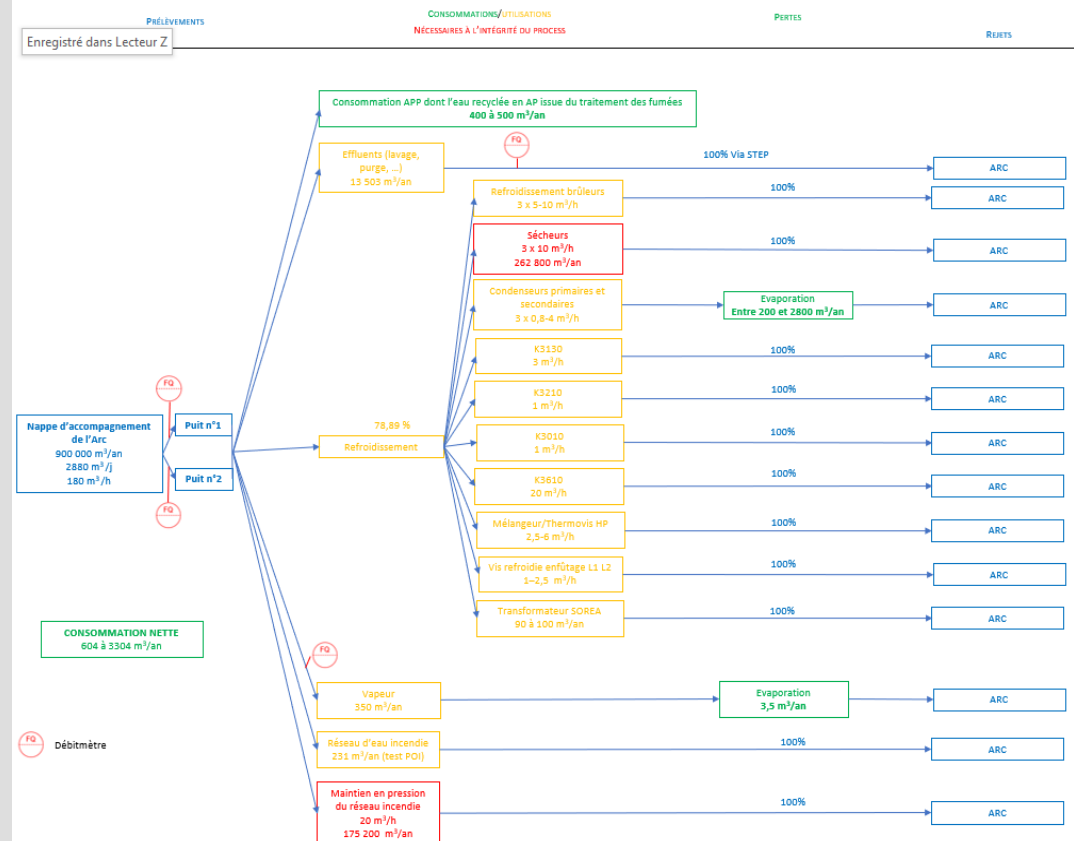 PRÉLÈVEMENTS
CONSOMMATIONS/UTILISATIONS
NÉCESSAIRES À L'INTÉGRITÉ DU PROCESS
PERTES
REJETS
Enregistré dans Lecteur Z
Consommation APP dont l'eau recyclée en AP issue du traitement des fumées
400 à 500 m³/an
Effluents (lavage,
purge, ...)
13 503 m³/an
FQ
100% Via STEP
ARC
Refroidissement brûleurs
3 x 5-10 m³/h
100%
ARC
Sécheurs
3 x 10 m³/h
262 800 m³/an
100%
ARC
Condenseurs primaires et
secondaires
3 x 0,8-4 m³/h
Evaporation
Entre 200 et 2800 m³/an
ARC
K3130
3 m³/h
100%
ARC
K3210
1 m³/h
100%
ARC
FQ
Nappe d'accompagnement
de l'Arc
900 000 m³/an
2880 m³/j
180 m³/h
Puit n°1
Puit n°2
FQ
78,89 %
Refroidissement
K3010
1 m³/h
100%
ARC
K3610
20 m³/h
100%
ARC
Mélangeur/Thermovis HP
2,5-6 m³/h
100%
ARC
Vis refroidie enfûtage L1 L2
1–2,5 m³/h
100%
ARC
Transformateur SOREA
90 à 100 m³/an
100%
ARC
CONSOMMATION NETTE
604 à 3304 m³/an
FQ
Vapeur
350 m³/an
Evaporation
3,5 m³/an
ARC
FQ
Débitmètre
Réseau d'eau incendie
231 m³/an (test POI)
100%
ARC
Maintien en pression
du réseau incendie
20 m³/h
175 200 m³/an
100%
ARC